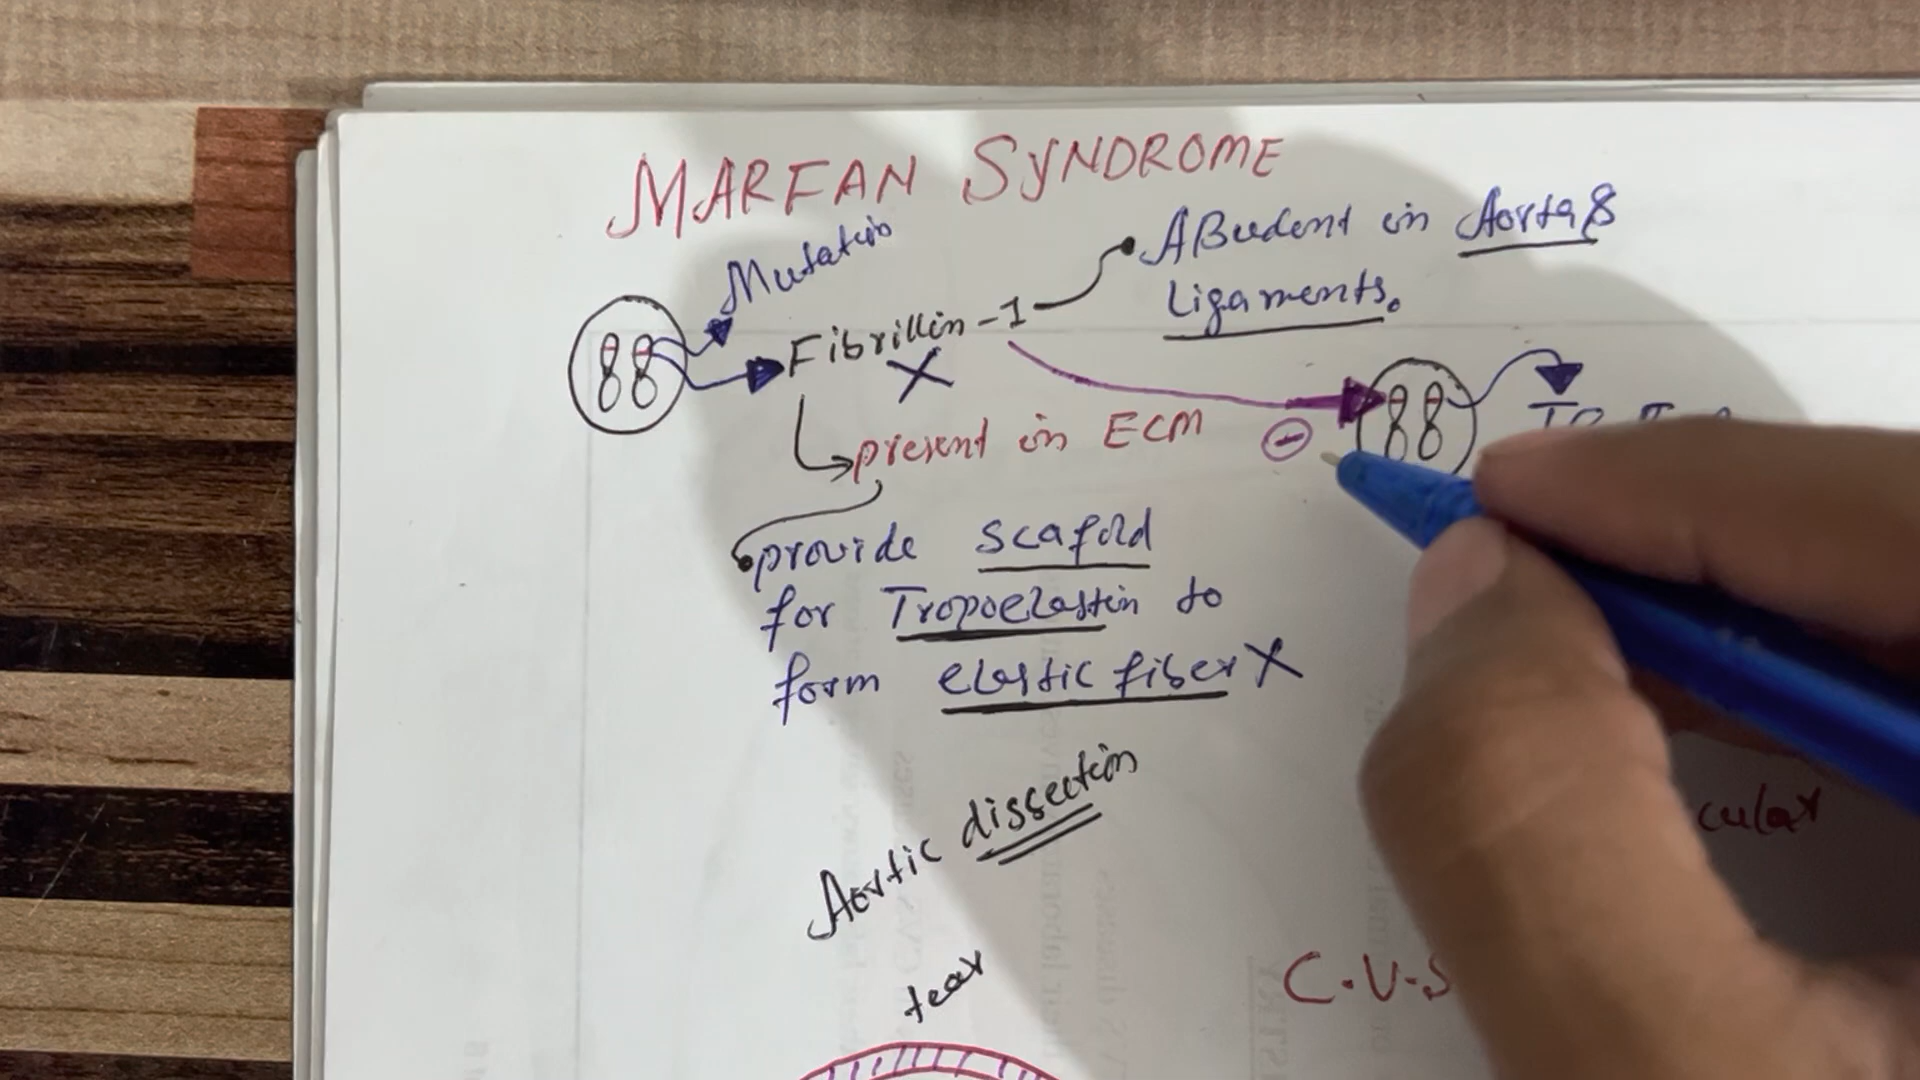 MARFAN SYNDROME
Mutatio
ABudent in Aorta &
Ligaments.
Fibrillin-1
present in ECM
provide scafold
for Tropoelastin to
form elastic fiber X
Aortic dissection
tear
cular
C.V.S